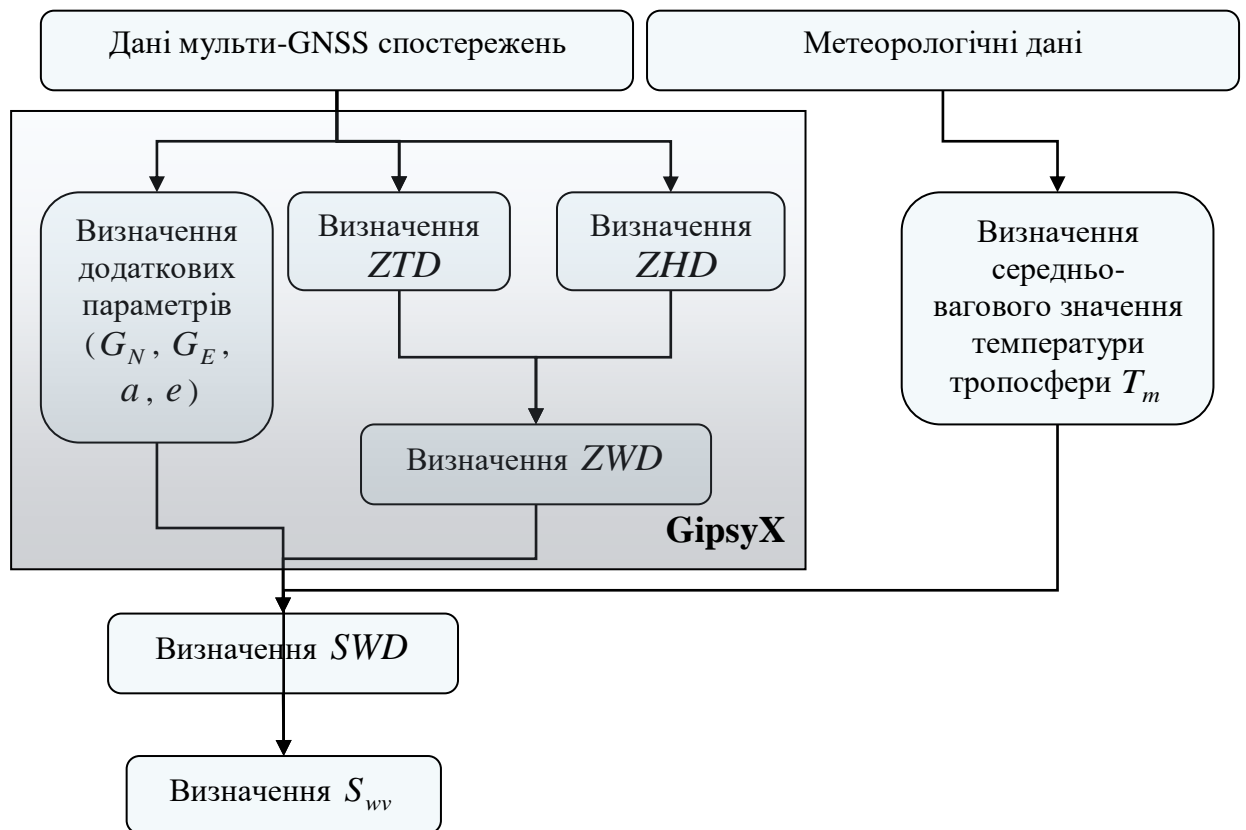 Дані мульти-GNSS спостережень
Метеорологічні дані
Визначення
додаткових
параметрів
(G_N, G_E,
a, e)
Визначення
ZTD
Визначення
ZHD
Визначення
середньо-
вагового значення
температури
тропосфери T_m
Визначення ZWD
GipsyX
Визначення SWD
Визначення S_wv